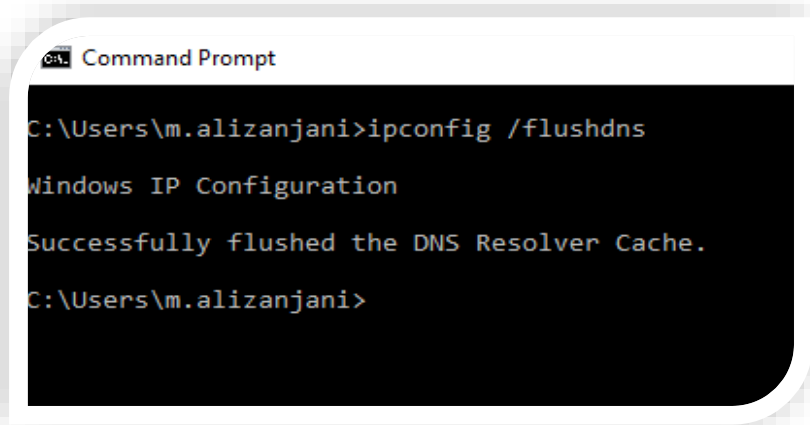 Command Prompt
C:\Users\m.alizanjani>ipconfig /flushdns
Windows IP Configuration
Successfully flushed the DNS Resolver Cache.
C:\Users\m.alizanjani>